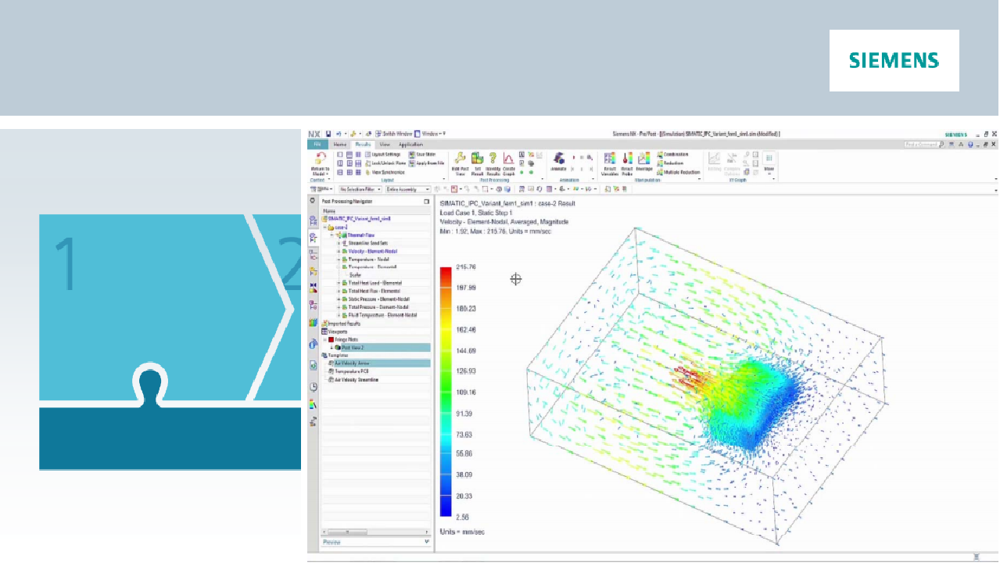 SIEMENS
1
2
NX
Switch Window
Window
Siemens NX - Pre/Post - [(Simulation) SIMATIC_IPC_Variant_fem1_sim1.sim (Modified) ]
SIEMENS
File Home Results View Application
Return to Model
Context
Layout Settings
Save State
Lock/Unlock Plane
Apply from File
View Synchronize
Layout
Edit Post View
Set Result
Identify Results
Create Graph
Post Processing
Animate
Animation
Result Variables
Result Probe
Envelope
Combination
Reduction
Multiple Reduction
Manipulation
XY Graph
More
Menu
No Selection Filter
Entire Assembly
Post Processing Navigator
Name
SIMATIC_IPC_Variant_fem1_sim1
case-2
Thermal-Flow
Streamline Seed Sets
Velocity - Element-Nodal
Temperature - Nodal
Temperature - Elemental
Scalar
Total Heat Load - Elemental
Total Heat Flux - Elemental
Static Pressure - Element-Nodal
Total Pressure - Element-Nodal
Fluid Temperature - Element-Nodal
Imported Results
Viewports
Fringe Plots
Post View 2
Templates
Air Velocity Arrow
Temperature PCB
Air Velocity Streamline
Preview
SIMATIC_IPC_Variant_fem1_sim1 : case-2 Result
Load Case 1, Static Step 1
Velocity - Element-Nodal, Averaged, Magnitude
Min : 1.92, Max : 215.76, Units = mm/sec
215.76
197.99
180.23
162.46
144.69
126.93
109.16
91.39
73.63
55.86
38.09
20.33
2.56
Units = mm/sec